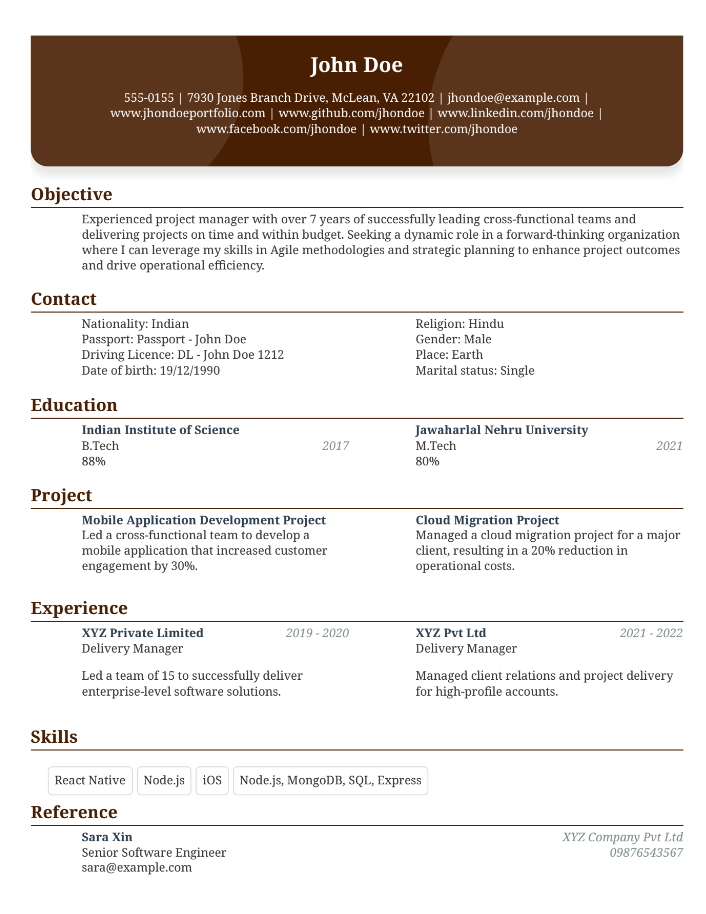 John Doe
555-0155 | 7930 Jones Branch Drive, McLean, VA 22102 | jhondoe@example.com |
www.jhondoeportfolio.com | www.github.com/jhondoe | www.linkedin.com/jhondoe |
www.facebook.com/jhondoe | www.twitter.com/jhondoe
Objective
Experienced project manager with over 7 years of successfully leading cross-functional teams and
delivering projects on time and within budget. Seeking a dynamic role in a forward-thinking organization
where I can leverage my skills in Agile methodologies and strategic planning to enhance project outcomes
and drive operational efficiency.
Contact
Nationality: Indian
Passport: Passport - John Doe
Driving Licence: DL - John Doe 1212
Date of birth: 19/12/1990
Religion: Hindu
Gender: Male
Place: Earth
Marital status: Single
Education
Indian Institute of Science
B.Tech 2017
88%
Jawaharlal Nehru University
M.Tech 2021
80%
Project
Mobile Application Development Project
Led a cross-functional team to develop a
mobile application that increased customer
engagement by 30%.
Cloud Migration Project
Managed a cloud migration project for a major
client, resulting in a 20% reduction in
operational costs.
Experience
XYZ Private Limited 2019 - 2020
Delivery Manager
Led a team of 15 to successfully deliver
enterprise-level software solutions.
XYZ Pvt Ltd 2021 - 2022
Delivery Manager
Managed client relations and project delivery
for high-profile accounts.
Skills
React Native Node.js iOS Node.js, MongoDB, SQL, Express
Reference
Sara Xin XYZ Company Pvt Ltd
Senior Software Engineer 09876543567
sara@example.com